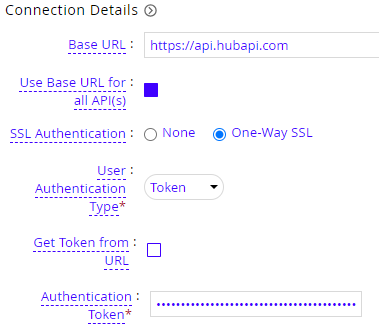 Connection Details
Base URL : https://api.hubapi.com
Use Base URL for :
all API(s)
SSL Authentication : None One-Way SSL
User :
Authentication
Type* Token
Get Token from :
URL
Authentication :
Token* ••••••••••••••••••••••••••••••••••••••••